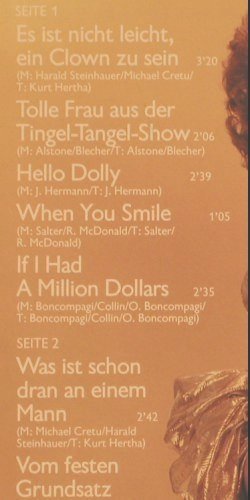 SEITE 1
Es ist nicht leicht,
ein Clown zu sein 3'20
(M: Harald Steinhauer/Michael Cretu/
T: Kurt Hertha)
Tolle Frau aus der
Tingel-Tangel-Show 2'06
(M: Alstone/Blecher/T: Alstone/Blecher)
Hello Dolly 2'39
(M: J. Hermann/T: J. Hermann)
When You Smile 1'05
(M: Salter/R. McDonald/T: Salter/
R. McDonald)
If I Had
A Million Dollars 2'35
(M: Boncompagi/Collin/O. Boncompagi/
T: Boncompagi/Collin/O. Boncompagi)
SEITE 2
Was ist schon
dran an einem
Mann 2'42
(M: Michael Cretu/Harald
Steinhauer/T: Kurt Hertha)
Vom festen
Grundsatz